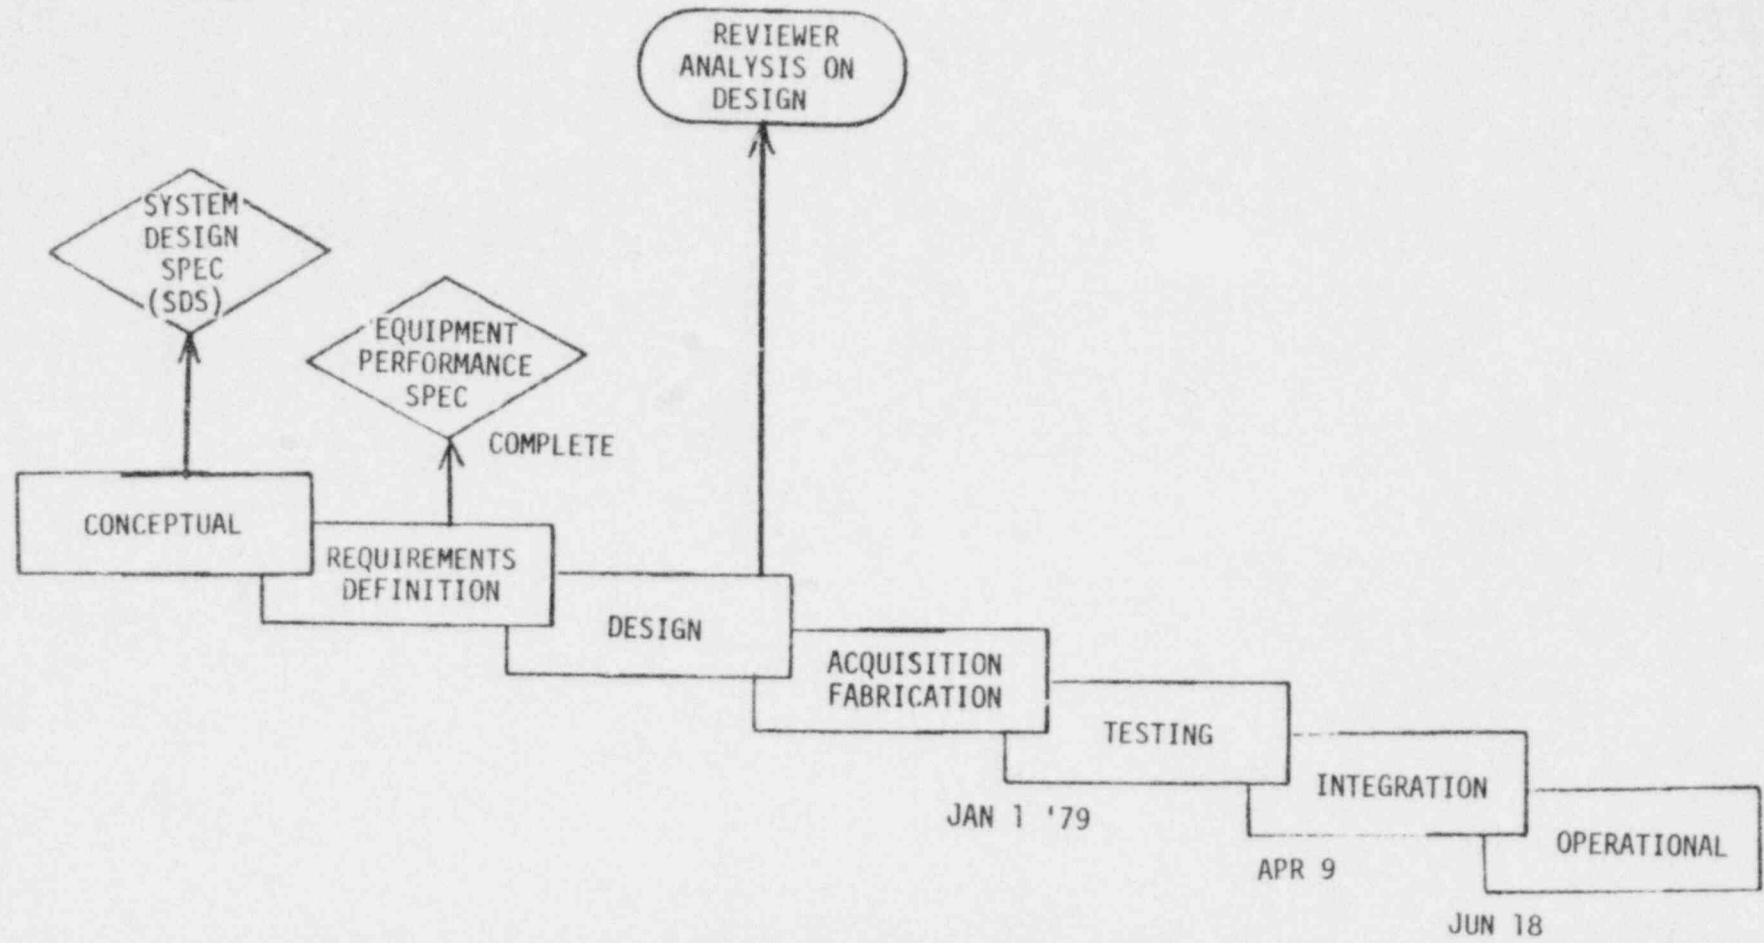 REVIEWER
ANALYSIS ON
DESIGN
SYSTEM
DESIGN
SPEC
(SDS)
EQUIPMENT
PERFORMANCE
SPEC
COMPLETE
CONCEPTUAL
REQUIREMENTS
DEFINITION
DESIGN
ACQUISITION
FABRICATION
TESTING
JAN 1 '79
INTEGRATION
APR 9
OPERATIONAL
JUN 18